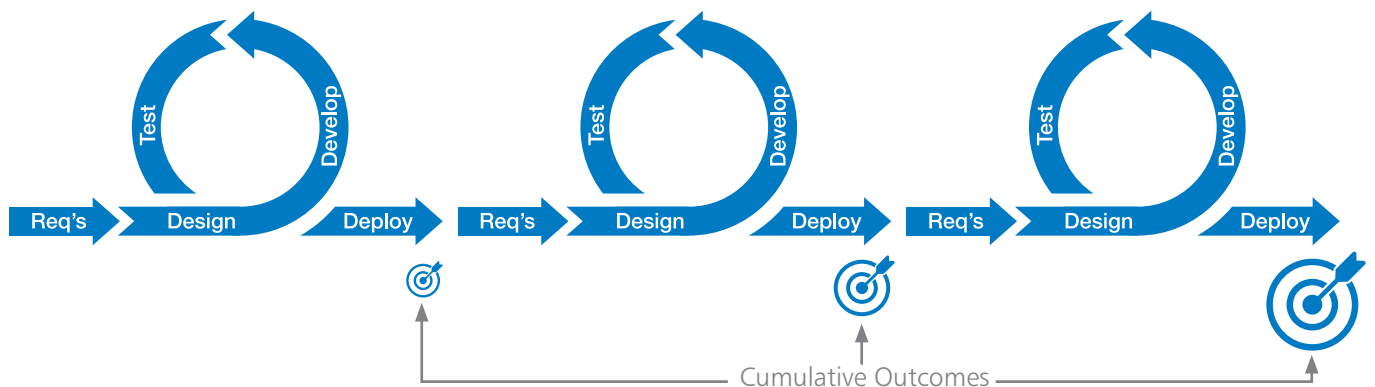 Test
Develop
Req's
Design
Deploy
Test
Develop
Req's
Design
Deploy
Test
Develop
Req's
Design
Deploy
Cumulative Outcomes